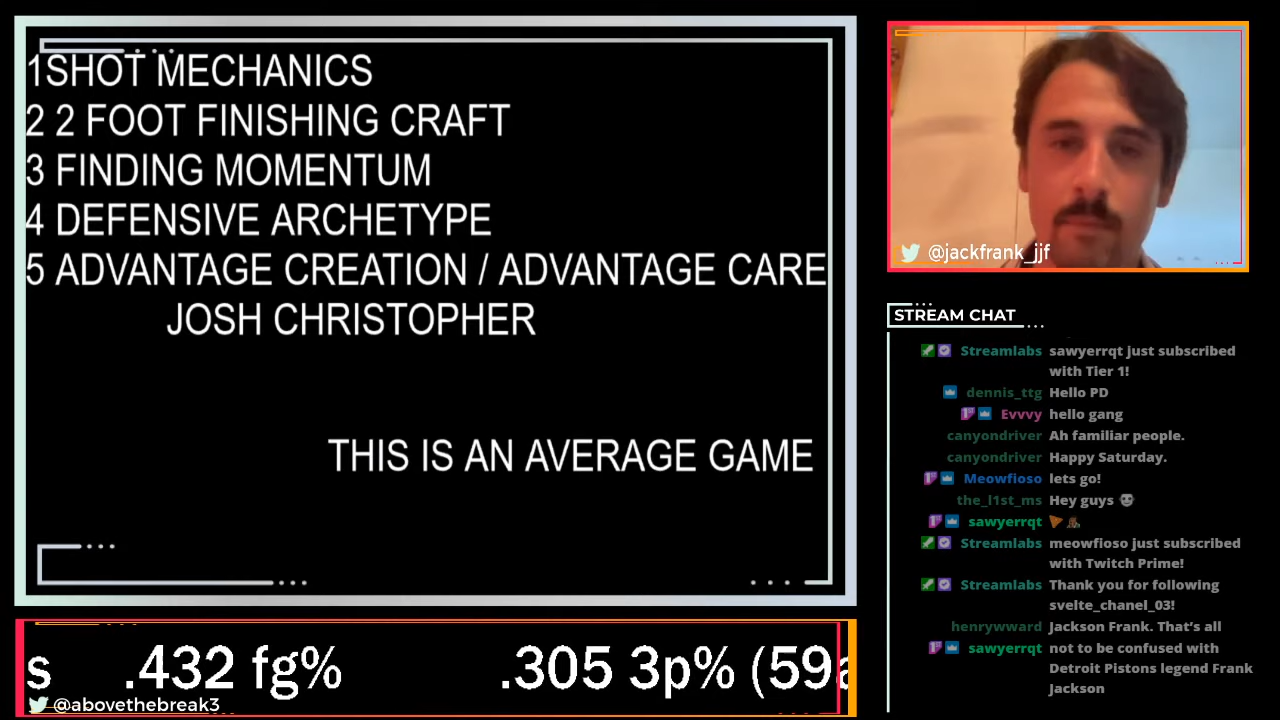 1SHOT MECHANICS
2 2 FOOT FINISHING CRAFT
3 FINDING MOMENTUM
4 DEFENSIVE ARCHETYPE
5 ADVANTAGE CREATION / ADVANTAGE CARE
JOSH CHRISTOPHER
THIS IS AN AVERAGE GAME
s .432 fg% .305 3p% (59a
@abovethebreak3
@jackfrank_jjf
STREAM CHAT
Streamlabs sawyerrqt just subscribed
with Tier 1!
dennis_ttg Hello PD
Evvvy hello gang
canyondriver Ah familiar people.
canyondriver Happy Saturday.
Meowfioso lets go!
the_l1st_ms Hey guys
sawyerrqt
Streamlabs meowfioso just subscribed
with Twitch Prime!
Streamlabs Thank you for following
svelte_chanel_03!
henrywward Jackson Frank. That's all
sawyerrqt not to be confused with
Detroit Pistons legend Frank
Jackson